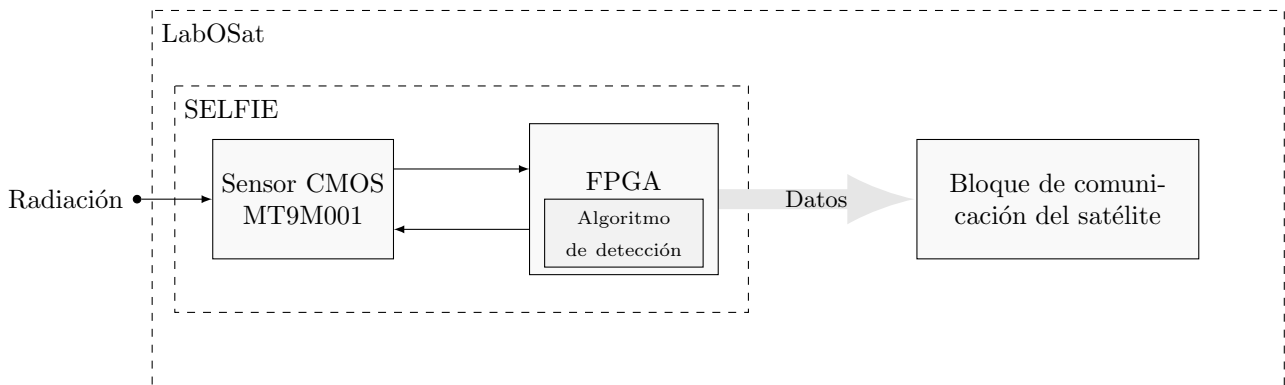 LabOSat
SELFIE
Radiación
Sensor CMOS
MT9M001
FPGA
Algoritmo
de detección
Datos
Bloque de comuni-
cación del satélite